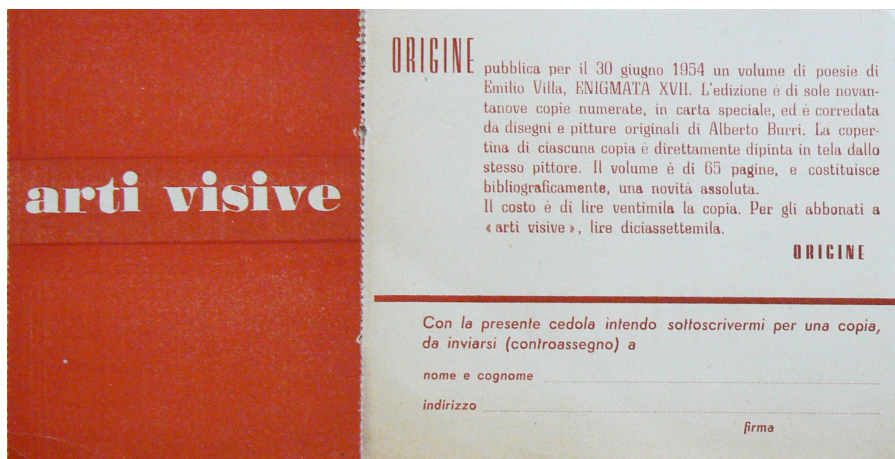 arti visive
ORIGINE
pubblica per il 30 giugno 1954 un volume di poesie di
Emilio Villa, ENIGMATA XVII. L'edizione è di sole novan-
tanove copie numerate, in carta speciale, ed è corredata
da disegni e pitture originali di Alberto Burri. La coper-
tina di ciascuna copia è direttamente dipinta in tela dallo
stesso pittore. Il volume è di 65 pagine, e costituisce
bibliograficamente, una novità assoluta.
Il costo è di lire ventimila la copia. Per gli abbonati a
« arti visive », lire diciassettemila.
ORIGINE
Con la presente cedola intendo sottoscrivermi per una copia,
da inviarsi (controassegno) a
nome e cognome
indirizzo
firma